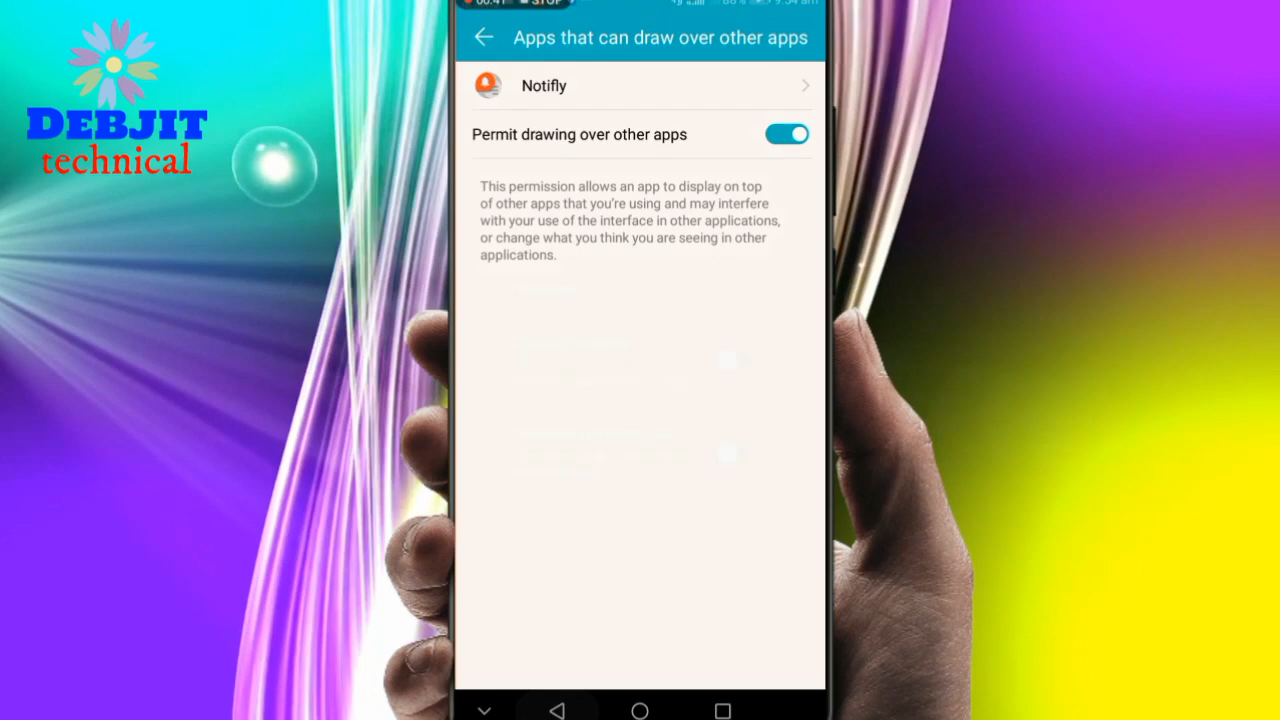 DEBJIT
technical
Apps that can draw over other apps
Notifly
Permit drawing over other apps
This permission allows an app to display on top
of other apps that you're using and may interfere
with your use of the interface in other applications,
or change what you think you are seeing in other
applications.